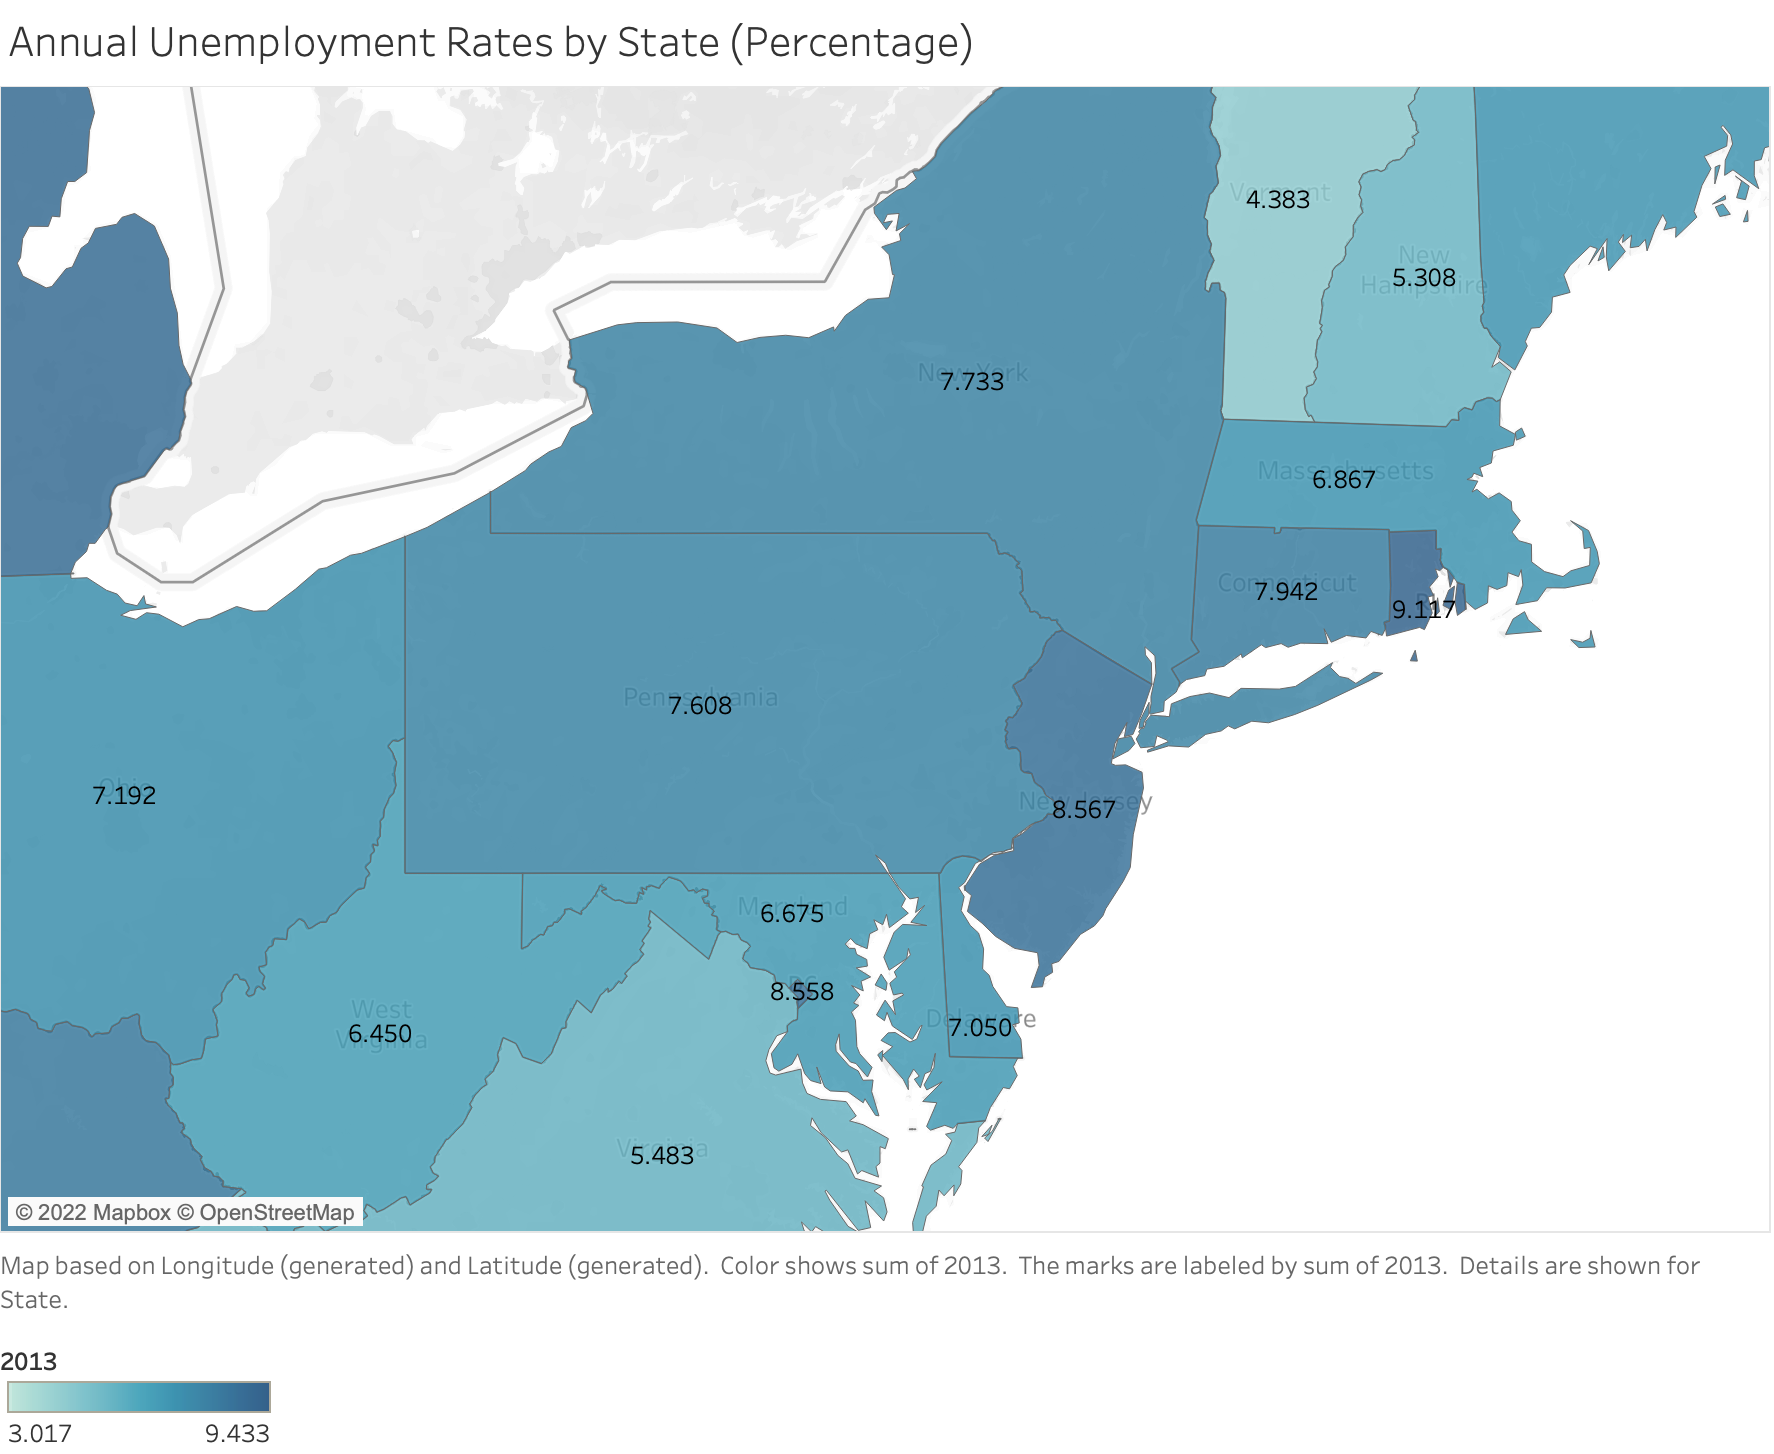 Annual Unemployment Rates by State (Percentage)
Vermont
4.383
New
Hampshire
5.308
New York
7.733
Massachusetts
6.867
Connecticut
7.942
RI
9.117
Pennsylvania
7.608
Ohio
7.192
New Jersey
8.567
Maryland
6.675
DC
8.558
West
Virginia
6.450
Delaware
7.050
Virginia
5.483
© 2022 Mapbox © OpenStreetMap
Map based on Longitude (generated) and Latitude (generated). Color shows sum of 2013. The marks are labeled by sum of 2013. Details are shown for
State.
2013
3.017 9.433